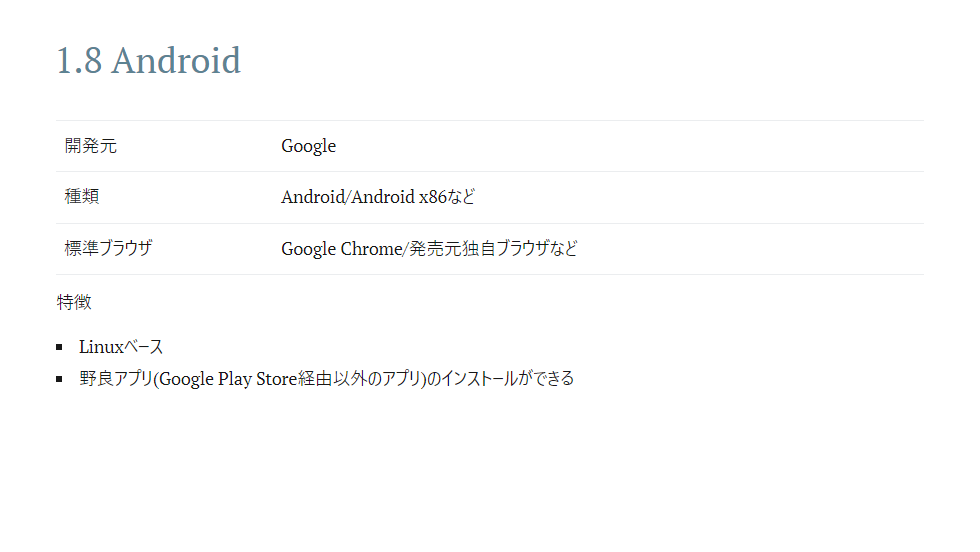 1.8 Android
開発元 Google
種類 Android/Android x86など
標準ブラウザ Google Chrome/発売元独自ブラウザなど
特徴
Linuxベース
野良アプリ(Google Play Store経由以外のアプリ)のインストールができる